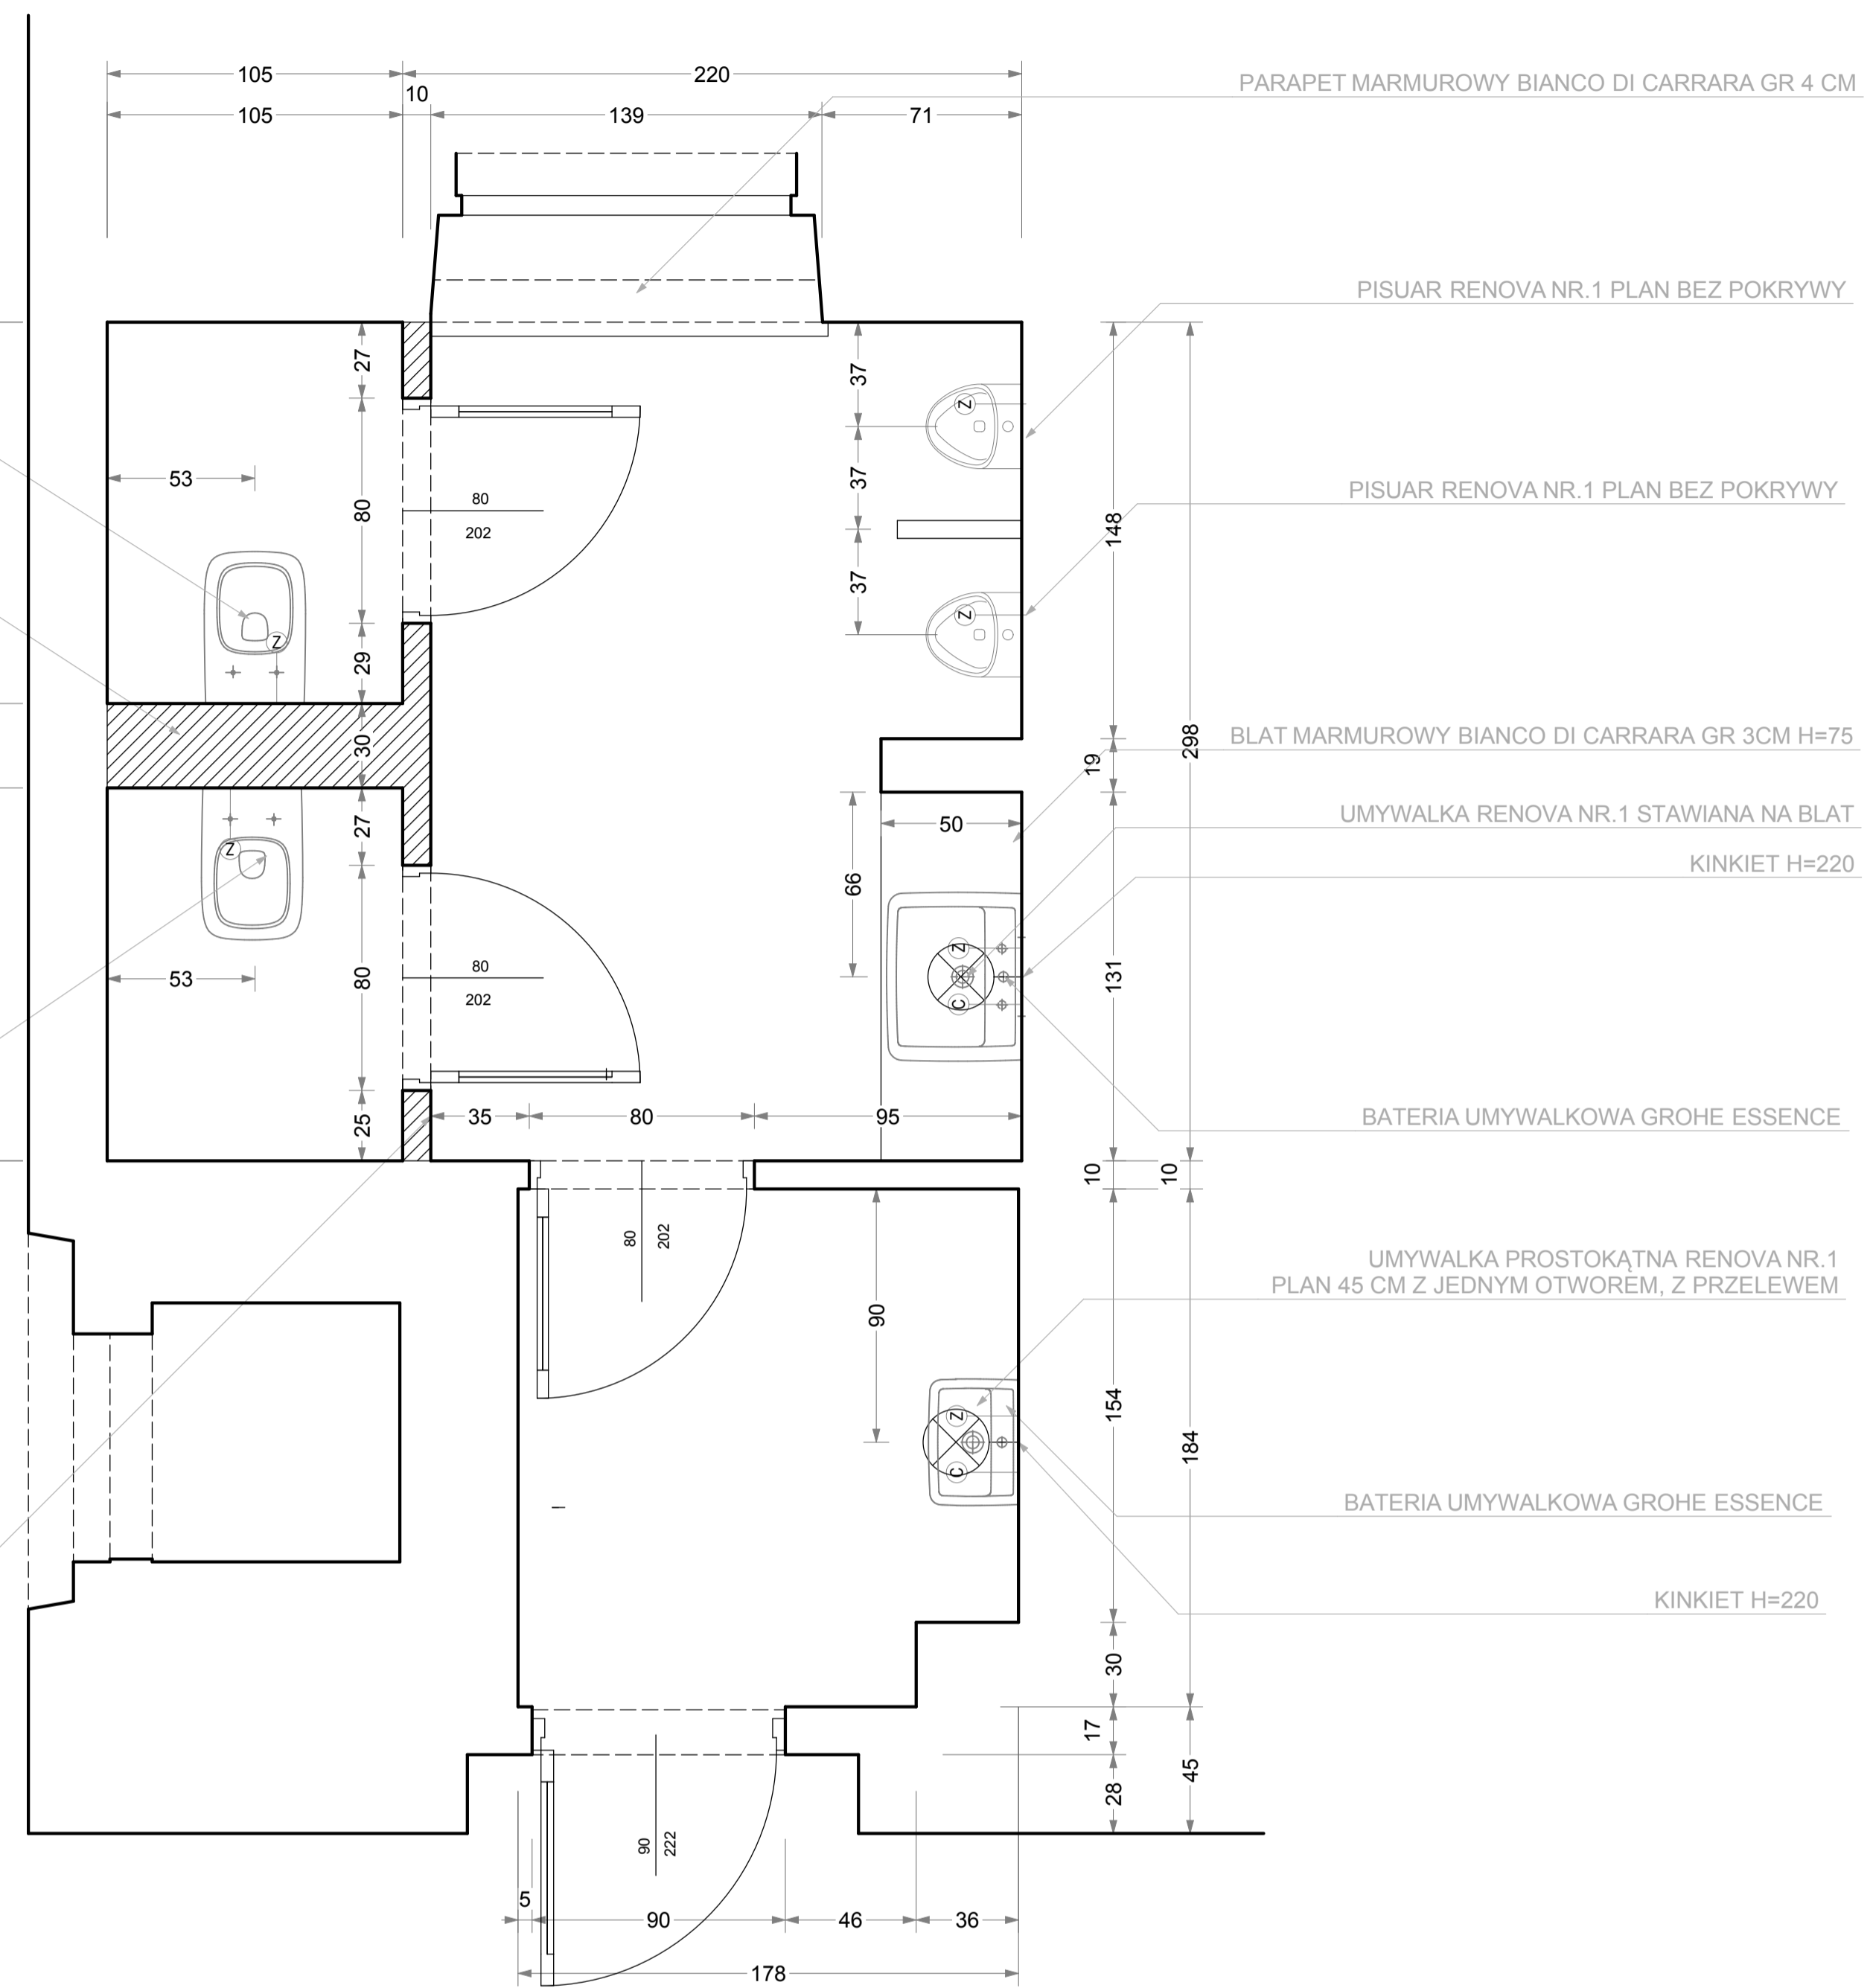 105
220
PARAPET MARMUROWY BIANCO DI CARRARA GR 4 CM
10
105
139
71
PISUAR RENOVA NR.1 PLAN BEZ POKRYWY
27
37
Z
53
80
37
80
202
PISUAR RENOVA NR.1 PLAN BEZ POKRYWY
148
37
Z
Z
29
30
298
BLAT MARMUROWY BIANCO DI CARRARA GR 3CM H=75
19
UMYWALKA RENOVA NR.1 STAWIANA NA BLAT
27
50
Z
KINKIET H=220
66
Z
53
80
80
202
131
C
25
35
80
95
BATERIA UMYWALKOWA GROHE ESSENCE
10
10
80
202
UMYWALKA PROSTOKĄTNA RENOVA NR.1
PLAN 45 CM Z JEDNYM OTWOREM, Z PRZELEWEM
90
154
Z
184
C
BATERIA UMYWALKOWA GROHE ESSENCE
KINKIET H=220
30
17
45
28
90
222
5
90
46
36
178